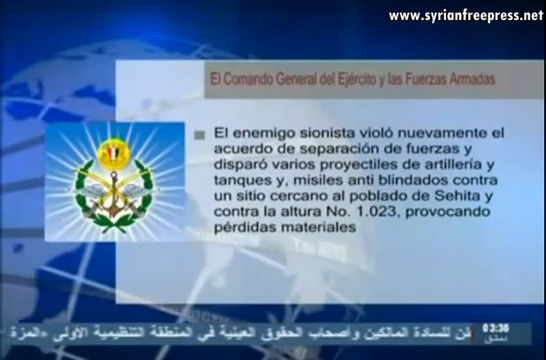 www.syrianfreepress.net
El Comando General del Ejército y las Fuerzas Armadas
El enemigo sionista violó nuevamente el
acuerdo de separación de fuerzas y
disparó varios proyectiles de artillería y
tanques y, misiles anti blindados contra
un sitio cercano al poblado de Sehita y
contra la altura No. 1.023, provocando
pérdidas materiales
للسادة المالكين وأصحاب الحقوق العينية في المنطقة التنظيمية الأولى «المزة
03:36
دمشق